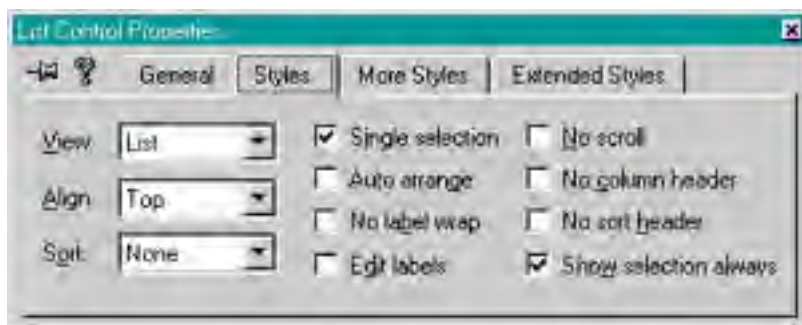 List Control Properties
General Styles More Styles Extended Styles
View: List Single selection No scroll
Auto arrange No column header
Align: Top
No label wrap No sort header
Sort: None
Edit labels Show selection always